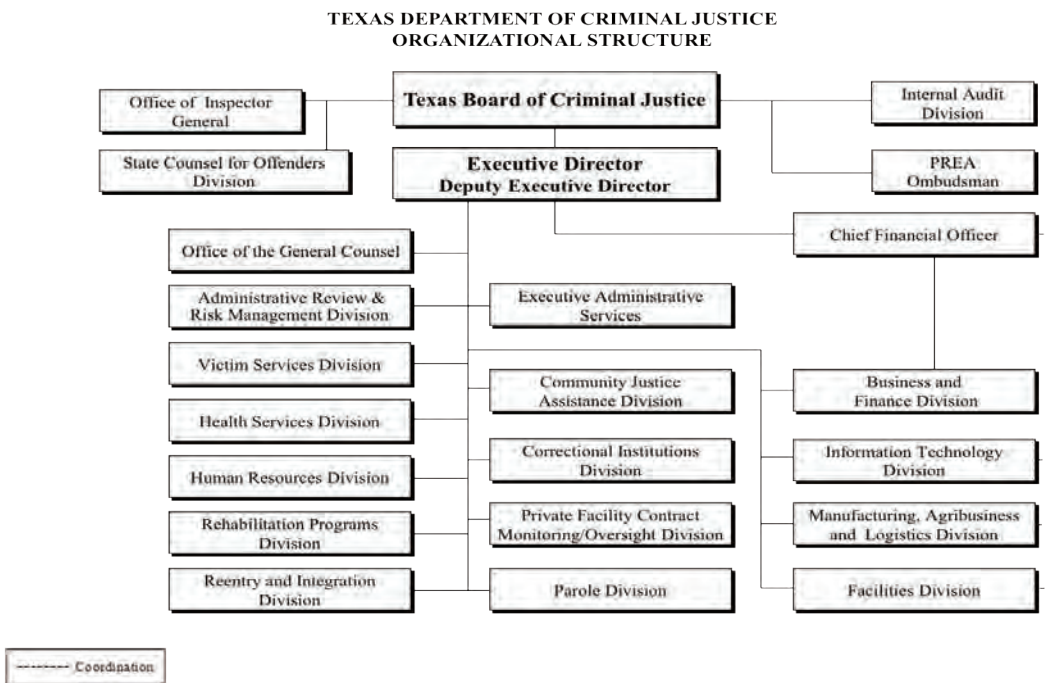 TEXAS DEPARTMENT OF CRIMINAL JUSTICE
ORGANIZATIONAL STRUCTURE
Office of Inspector
General
Texas Board of Criminal Justice
Internal Audit
Division
State Counsel for Offenders
Division
Executive Director
Deputy Executive Director
PREA
Ombudsman
Office of the General Counsel
Chief Financial Officer
Administrative Review &
Risk Management Division
Executive Administrative
Services
Victim Services Division
Community Justice
Assistance Division
Business and
Finance Division
Health Services Division
Correctional Institutions
Division
Information Technology
Division
Human Resources Division
Private Facility Contract
Monitoring/Oversight Division
Manufacturing, Agribusiness
and Logistics Division
Rehabilitation Programs
Division
Reentry and Integration
Division
Parole Division
Facilities Division
-------- Coordination